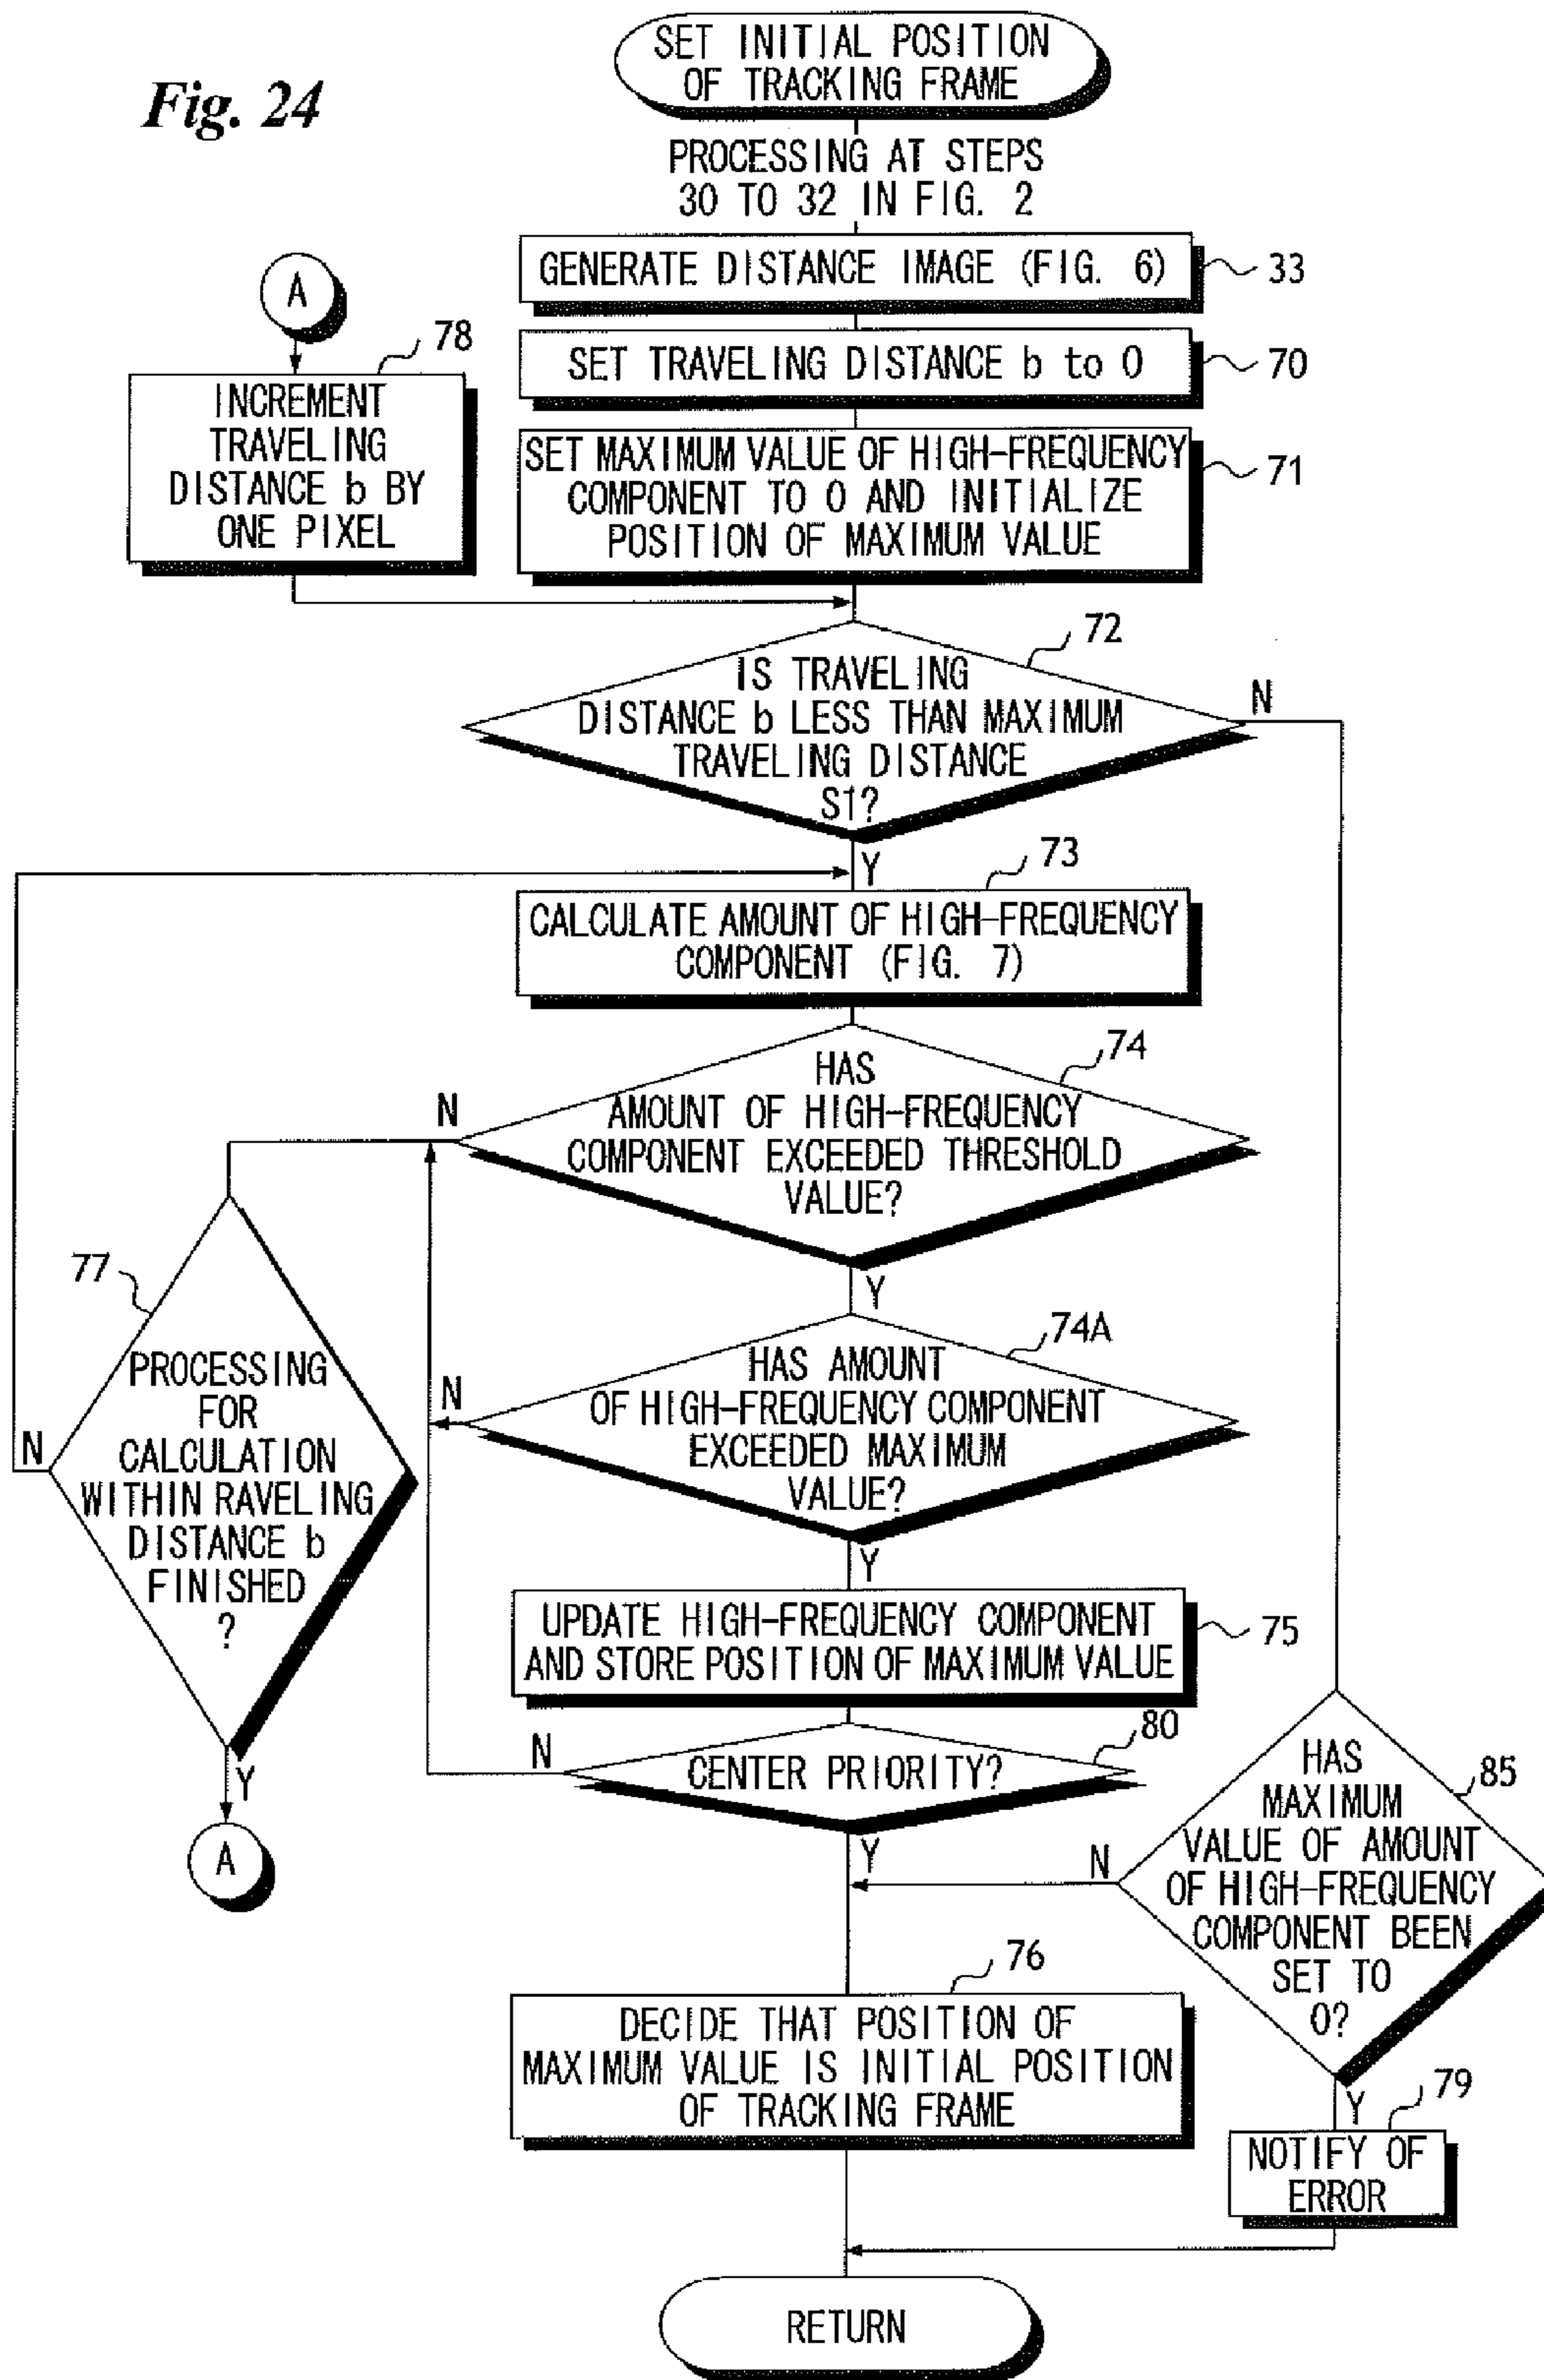 Fig. 24
SET INITIAL POSITION
OF TRACKING FRAME
PROCESSING AT STEPS
30 TO 32 IN FIG. 2
GENERATE DISTANCE IMAGE (FIG. 6)
33
SET TRAVELING DISTANCE b to 0
70
SET MAXIMUM VALUE OF HIGH-FREQUENCY
COMPONENT TO 0 AND INITIALIZE
POSITION OF MAXIMUM VALUE
71
A
78
INCREMENT
TRAVELING
DISTANCE b BY
ONE PIXEL
72
IS TRAVELING
DISTANCE b LESS THAN MAXIMUM
TRAVELING DISTANCE
S1?
N
Y
73
CALCULATE AMOUNT OF HIGH-FREQUENCY
COMPONENT (FIG. 7)
74
HAS
AMOUNT OF HIGH-FREQUENCY
COMPONENT EXCEEDED THRESHOLD
VALUE?
N
Y
74A
HAS AMOUNT
OF HIGH-FREQUENCY COMPONENT
EXCEEDED MAXIMUM
VALUE?
N
Y
77
PROCESSING
FOR
CALCULATION
WITHIN RAVELING
DISTANCE b
FINISHED
?
N
Y
A
UPDATE HIGH-FREQUENCY COMPONENT
AND STORE POSITION OF MAXIMUM VALUE
75
80
CENTER PRIORITY?
N
Y
85
HAS
MAXIMUM
VALUE OF AMOUNT
OF HIGH-FREQUENCY
COMPONENT BEEN
SET TO
0?
N
Y
76
DECIDE THAT POSITION OF
MAXIMUM VALUE IS INITIAL POSITION
OF TRACKING FRAME
79
NOTIFY OF
ERROR
RETURN